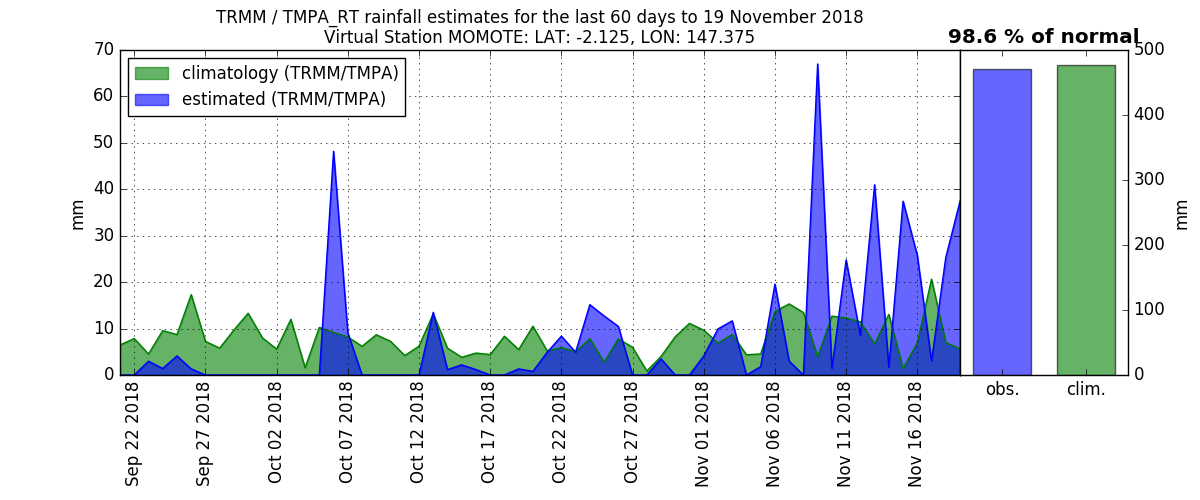 TRMM / TMPA_RT rainfall estimates for the last 60 days to 19 November 2018
Virtual Station MOMOTE: LAT: -2.125, LON: 147.375
98.6 % of normal
climatology (TRMM/TMPA)
estimated (TRMM/TMPA)
mm
70
60
50
40
30
20
10
0
Sep 22 2018
Sep 27 2018
Oct 02 2018
Oct 07 2018
Oct 12 2018
Oct 17 2018
Oct 22 2018
Oct 27 2018
Nov 01 2018
Nov 06 2018
Nov 11 2018
Nov 16 2018
obs.
clim.
500
400
300
200
100
0
mm